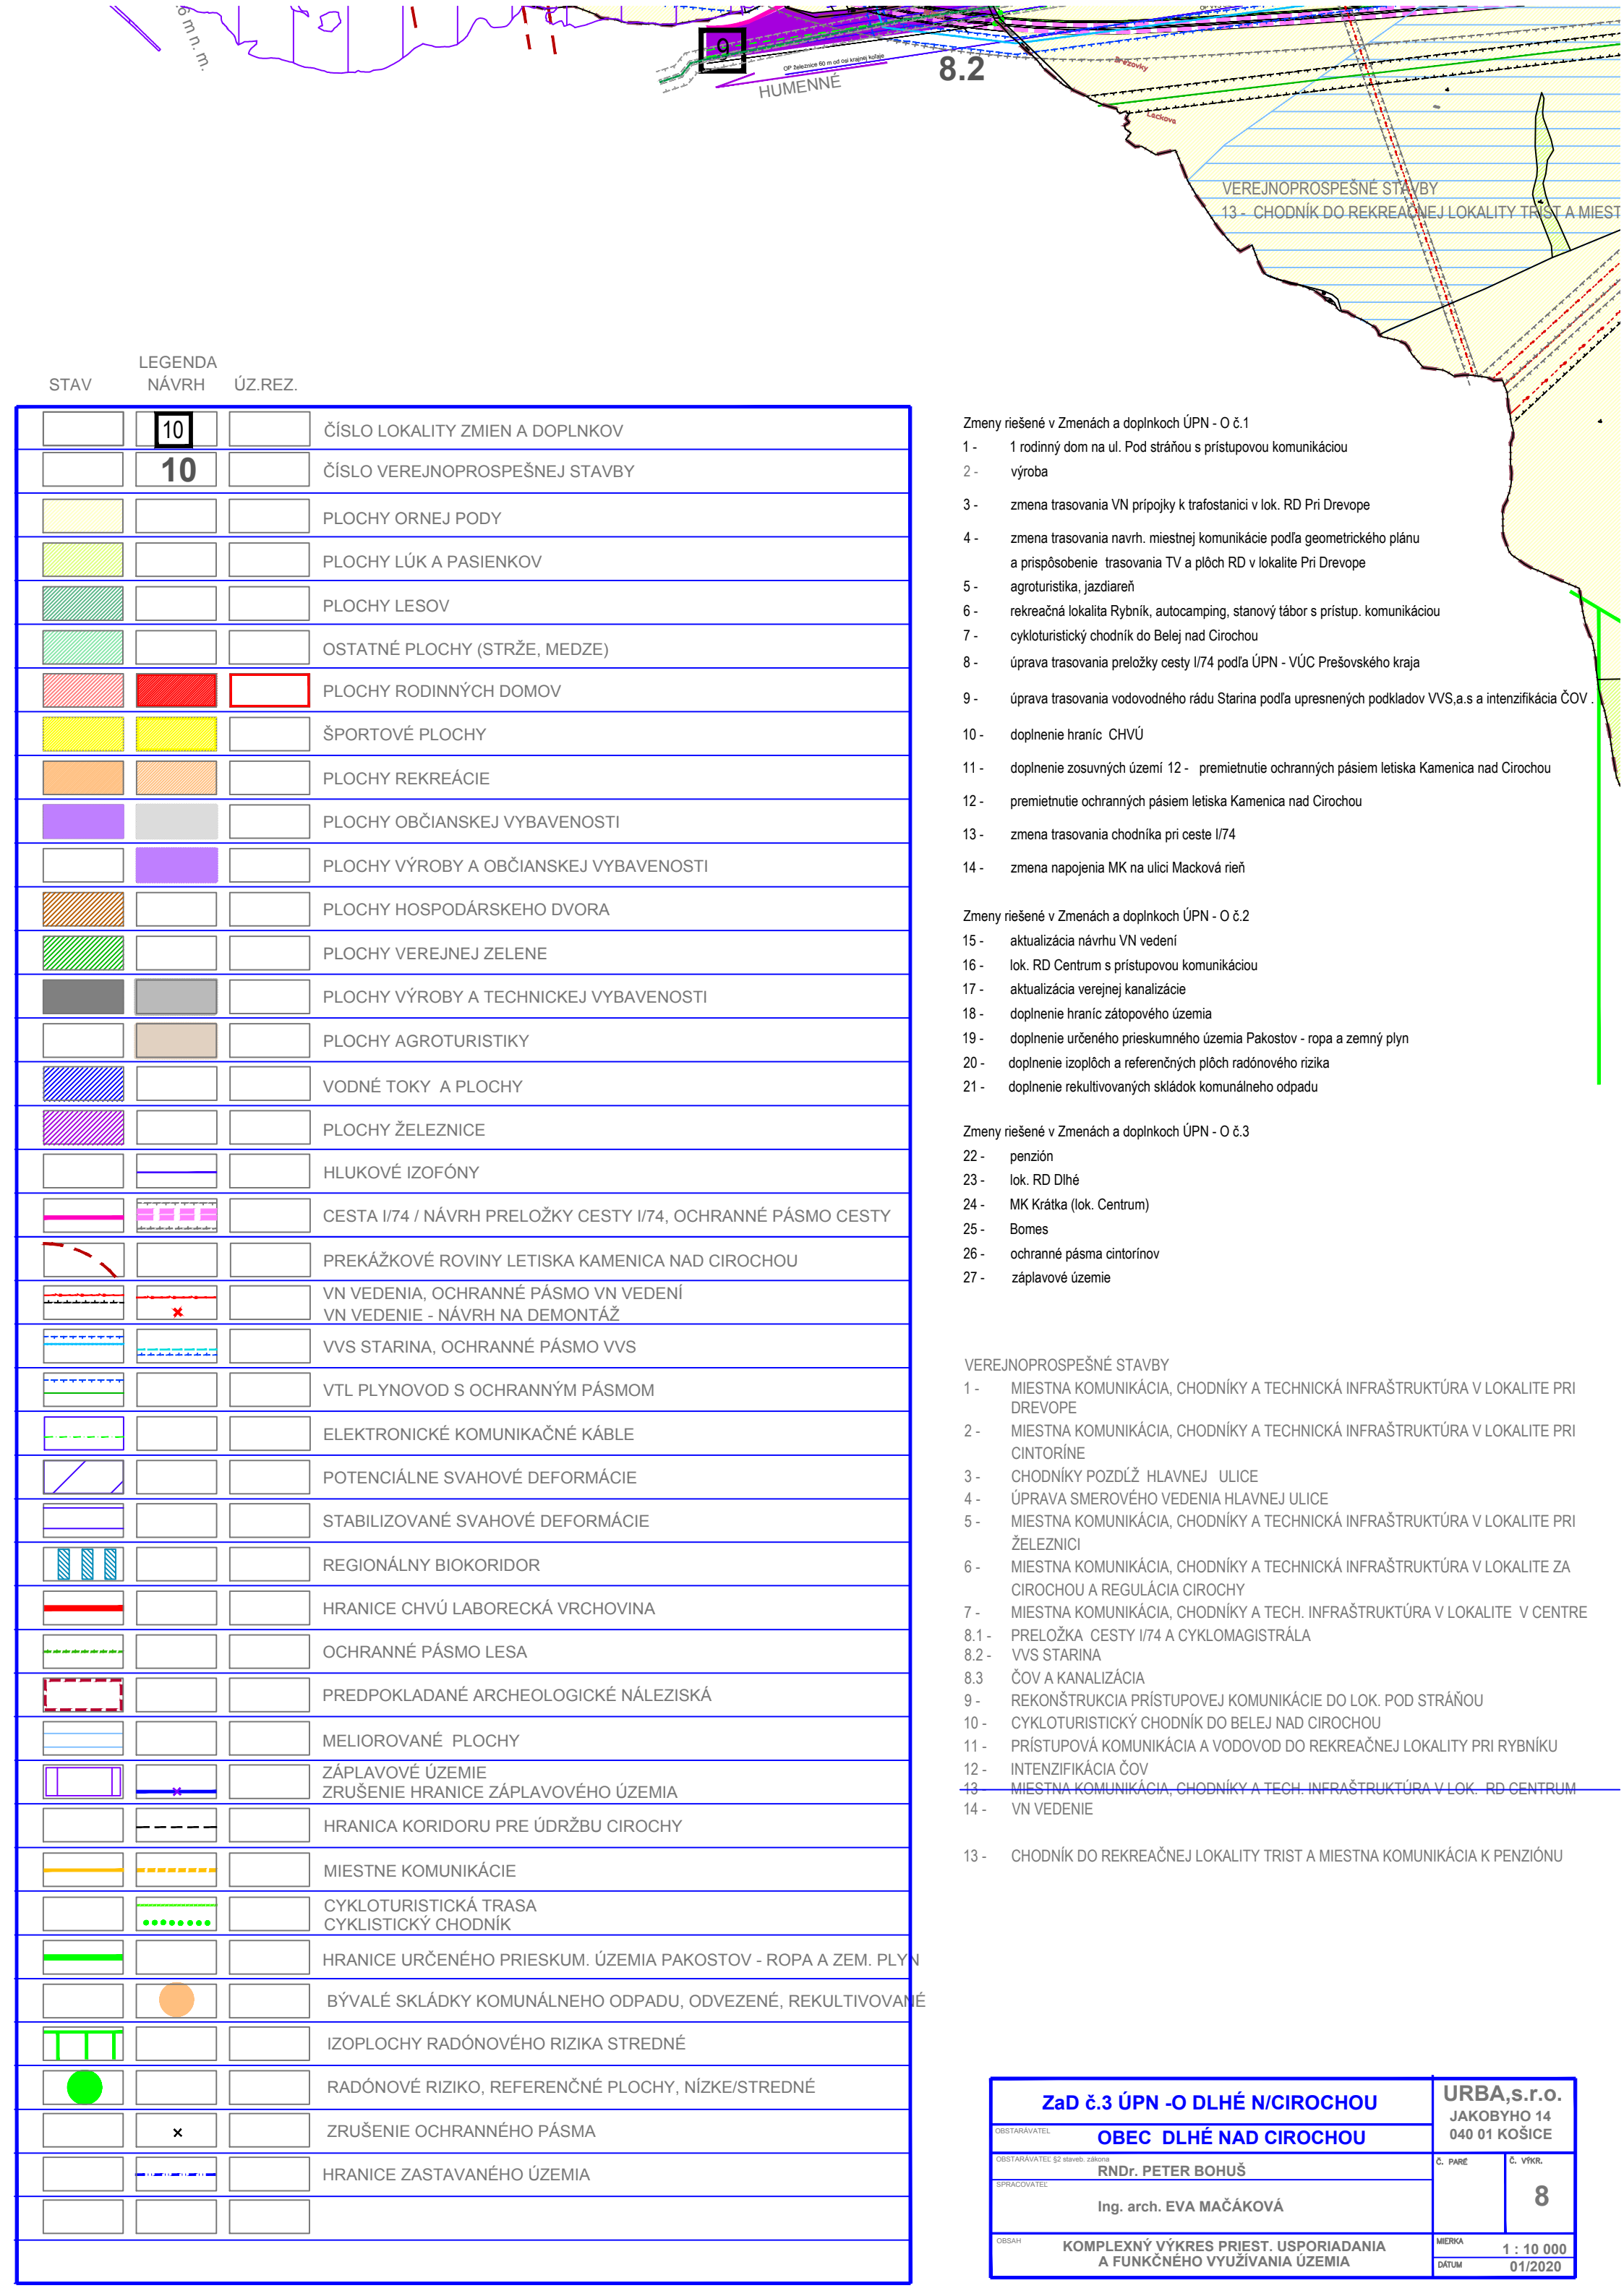 6 m n. m.
9
OP železnice 60 m od osi krajnej koľaje
HUMENNÉ
8.2
Brezovky
Lackova
VEREJNOPROSPEŠNÉ STAVBY
13 - CHODNÍK DO REKREAČNEJ LOKALITY TRIST A MIEST
LEGENDA
STAV NÁVRH ÚZ.REZ.
10 ČÍSLO LOKALITY ZMIEN A DOPLNKOV
10 ČÍSLO VEREJNOPROSPEŠNEJ STAVBY
PLOCHY ORNEJ PODY
PLOCHY LÚK A PASIENKOV
PLOCHY LESOV
OSTATNÉ PLOCHY (STRŽE, MEDZE)
PLOCHY RODINNÝCH DOMOV
ŠPORTOVÉ PLOCHY
PLOCHY REKREÁCIE
PLOCHY OBČIANSKEJ VYBAVENOSTI
PLOCHY VÝROBY A OBČIANSKEJ VYBAVENOSTI
PLOCHY HOSPODÁRSKEHO DVORA
PLOCHY VEREJNEJ ZELENE
PLOCHY VÝROBY A TECHNICKEJ VYBAVENOSTI
PLOCHY AGROTURISTIKY
VODNÉ TOKY A PLOCHY
PLOCHY ŽELEZNICE
HLUKOVÉ IZOFÓNY
CESTA I/74 / NÁVRH PRELOŽKY CESTY I/74, OCHRANNÉ PÁSMO CESTY
PREKÁŽKOVÉ ROVINY LETISKA KAMENICA NAD CIROCHOU
VN VEDENIA, OCHRANNÉ PÁSMO VN VEDENÍ
VN VEDENIE - NÁVRH NA DEMONTÁŽ
VVS STARINA, OCHRANNÉ PÁSMO VVS
VTL PLYNOVOD S OCHRANNÝM PÁSMOM
ELEKTRONICKÉ KOMUNIKAČNÉ KÁBLE
POTENCIÁLNE SVAHOVÉ DEFORMÁCIE
STABILIZOVANÉ SVAHOVÉ DEFORMÁCIE
REGIONÁLNY BIOKORIDOR
HRANICE CHVÚ LABORECKÁ VRCHOVINA
OCHRANNÉ PÁSMO LESA
PREDPOKLADANÉ ARCHEOLOGICKÉ NÁLEZISKÁ
MELIOROVANÉ PLOCHY
ZÁPLAVOVÉ ÚZEMIE
ZRUŠENIE HRANICE ZÁPLAVOVÉHO ÚZEMIA
HRANICA KORIDORU PRE ÚDRŽBU CIROCHY
MIESTNE KOMUNIKÁCIE
CYKLOTURISTICKÁ TRASA
CYKLISTICKÝ CHODNÍK
HRANICE URČENÉHO PRIESKUM. ÚZEMIA PAKOSTOV - ROPA A ZEM. PLYN
BÝVALÉ SKLÁDKY KOMUNÁLNEHO ODPADU, ODVEZENÉ, REKULTIVOVANÉ
IZOPLOCHY RADÓNOVÉHO RIZIKA STREDNÉ
RADÓNOVÉ RIZIKO, REFERENČNÉ PLOCHY, NÍZKE/STREDNÉ
ZRUŠENIE OCHRANNÉHO PÁSMA
HRANICE ZASTAVANÉHO ÚZEMIA
Zmeny riešené v Zmenách a doplnkoch ÚPN - O č.1
1 - 1 rodinný dom na ul. Pod stráňou s prístupovou komunikáciou
2 - výroba
3 - zmena trasovania VN prípojky k trafostanici v lok. RD Pri Drevope
4 - zmena trasovania navrh. miestnej komunikácie podľa geometrického plánu
a prispôsobenie trasovania TV a plôch RD v lokalite Pri Drevope
5 - agroturistika, jazdiareň
6 - rekreačná lokalita Rybník, autocamping, stanový tábor s prístup. komunikáciou
7 - cykloturistický chodník do Belej nad Cirochou
8 - úprava trasovania preložky cesty I/74 podľa ÚPN - VÚC Prešovského kraja
9 - úprava trasovania vodovodného rádu Starina podľa upresnených podkladov VVS,a.s a intenzifikácia ČOV .
10 - doplnenie hraníc CHVÚ
11 - doplnenie zosuvných území 12 - premietnutie ochranných pásiem letiska Kamenica nad Cirochou
12 - premietnutie ochranných pásiem letiska Kamenica nad Cirochou
13 - zmena trasovania chodníka pri ceste I/74
14 - zmena napojenia MK na ulici Macková rieň
Zmeny riešené v Zmenách a doplnkoch ÚPN - O č.2
15 - aktualizácia návrhu VN vedení
16 - lok. RD Centrum s prístupovou komunikáciou
17 - aktualizácia verejnej kanalizácie
18 - doplnenie hraníc zátopového územia
19 - doplnenie určeného prieskumného územia Pakostov - ropa a zemný plyn
20 - doplnenie izoplôch a referenčných plôch radónového rizika
21 - doplnenie rekultivovaných skládok komunálneho odpadu
Zmeny riešené v Zmenách a doplnkoch ÚPN - O č.3
22 - penzión
23 - lok. RD Dlhé
24 - MK Krátka (lok. Centrum)
25 - Bomes
26 - ochranné pásma cintorínov
27 - záplavové územie
VEREJNOPROSPEŠNÉ STAVBY
1 - MIESTNA KOMUNIKÁCIA, CHODNÍKY A TECHNICKÁ INFRAŠTRUKTÚRA V LOKALITE PRI
DREVOPE
2 - MIESTNA KOMUNIKÁCIA, CHODNÍKY A TECHNICKÁ INFRAŠTRUKTÚRA V LOKALITE PRI
CINTORÍNE
3 - CHODNÍKY POZDĹŽ HLAVNEJ ULICE
4 - ÚPRAVA SMEROVÉHO VEDENIA HLAVNEJ ULICE
5 - MIESTNA KOMUNIKÁCIA, CHODNÍKY A TECHNICKÁ INFRAŠTRUKTÚRA V LOKALITE PRI
ŽELEZNICI
6 - MIESTNA KOMUNIKÁCIA, CHODNÍKY A TECHNICKÁ INFRAŠTRUKTÚRA V LOKALITE ZA
CIROCHOU A REGULÁCIA CIROCHY
7 - MIESTNA KOMUNIKÁCIA, CHODNÍKY A TECH. INFRAŠTRUKTÚRA V LOKALITE V CENTRE
8.1 - PRELOŽKA CESTY I/74 A CYKLOMAGISTRÁLA
8.2 - VVS STARINA
8.3 ČOV A KANALIZÁCIA
9 - REKONŠTRUKCIA PRÍSTUPOVEJ KOMUNIKÁCIE DO LOK. POD STRÁŇOU
10 - CYKLOTURISTICKÝ CHODNÍK DO BELEJ NAD CIROCHOU
11 - PRÍSTUPOVÁ KOMUNIKÁCIA A VODOVOD DO REKREAČNEJ LOKALITY PRI RYBNÍKU
12 - INTENZIFIKÁCIA ČOV
13 - MIESTNA KOMUNIKÁCIA, CHODNÍKY A TECH. INFRAŠTRUKTÚRA V LOK. RD CENTRUM
14 - VN VEDENIE
13 - CHODNÍK DO REKREAČNEJ LOKALITY TRIST A MIESTNA KOMUNIKÁCIA K PENZIÓNU
ZaD č.3 ÚPN -O DLHÉ N/CIROCHOU
URBA,s.r.o.
JAKOBYHO 14
040 01 KOŠICE
OBSTARÁVATEĽ
OBEC DLHÉ NAD CIROCHOU
OBSTARÁVATEĽ §2 staveb. zákona
RNDr. PETER BOHUŠ
Č. PARÉ
Č. VÝKR.
8
SPRACOVATEĽ
Ing. arch. EVA MAČÁKOVÁ
OBSAH
KOMPLEXNÝ VÝKRES PRIEST. USPORIADANIA
A FUNKČNÉHO VYUŽÍVANIA ÚZEMIA
MIERKA 1 : 10 000
DÁTUM 01/2020